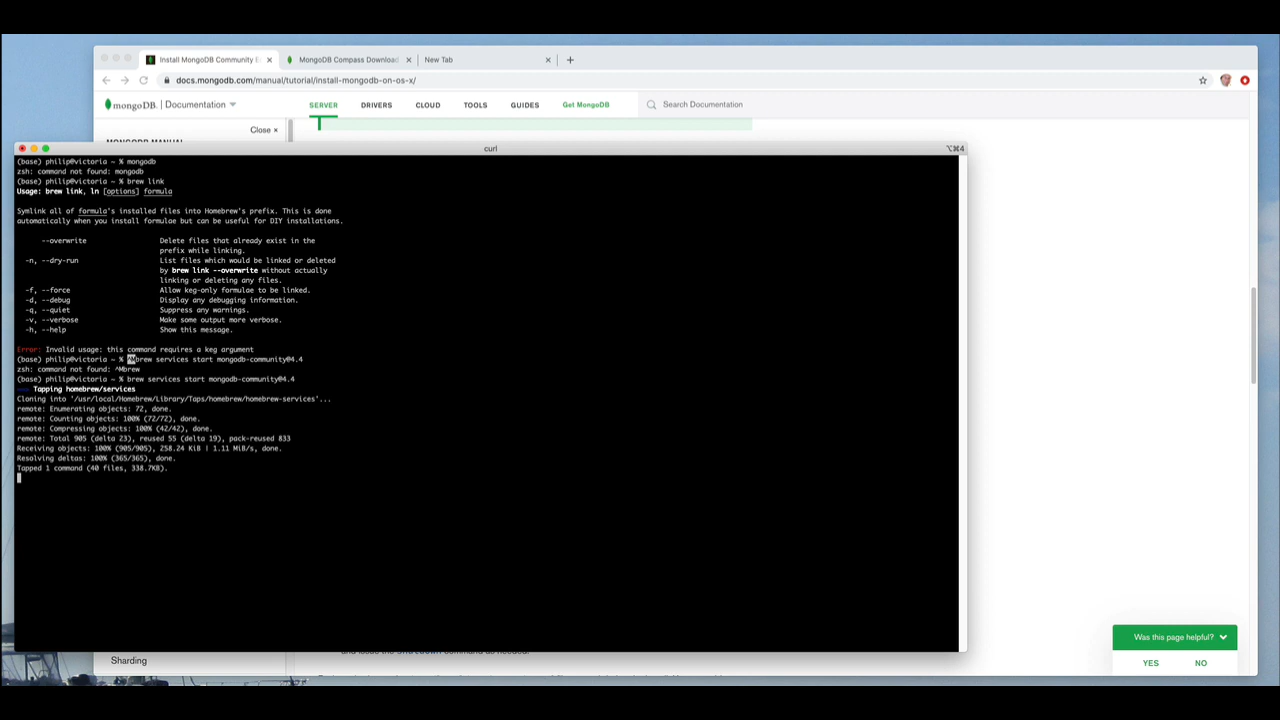 Install MongoDB Community E
MongoDB Compass Download
New Tab
docs.mongodb.com/manual/tutorial/install-mongodb-on-os-x/
mongoDB. Documentation
SERVER
DRIVERS
CLOUD
TOOLS
GUIDES
Get MongoDB
Search Documentation
Close ×
MONGODB MANUAL
curl
⌥⌘4
(base) philip@victoria ~ % mongodb
zsh: command not found: mongodb
(base) philip@victoria ~ % brew link
Usage: brew link, ln [options] formula
Symlink all of formula's installed files into Homebrew's prefix. This is done
automatically when you install formulae but can be useful for DIY installations.
--overwrite Delete files that already exist in the
prefix while linking.
-n, --dry-run List files which would be linked or deleted
by brew link --overwrite without actually
linking or deleting any files.
-f, --force Allow keg-only formulae to be linked.
-d, --debug Display any debugging information.
-q, --quiet Suppress any warnings.
-v, --verbose Make some output more verbose.
-h, --help Show this message.
Error: Invalid usage: this command requires a keg argument
(base) philip@victoria ~ % ^Mbrew services start mongodb-community@4.4
zsh: command not found: ^Mbrew
(base) philip@victoria ~ % brew services start mongodb-community@4.4
==> Tapping homebrew/services
Cloning into '/usr/local/Homebrew/Library/Taps/homebrew/homebrew-services'...
remote: Enumerating objects: 72, done.
remote: Counting objects: 100% (72/72), done.
remote: Compressing objects: 100% (42/42), done.
remote: Total 905 (delta 23), reused 55 (delta 19), pack-reused 833
Receiving objects: 100% (905/905), 258.24 KiB | 1.11 MiB/s, done.
Resolving deltas: 100% (365/365), done.
Tapped 1 command (40 files, 338.7KB).
Sharding
and issue the shutdown command as needed.
Was this page helpful?
YES
NO